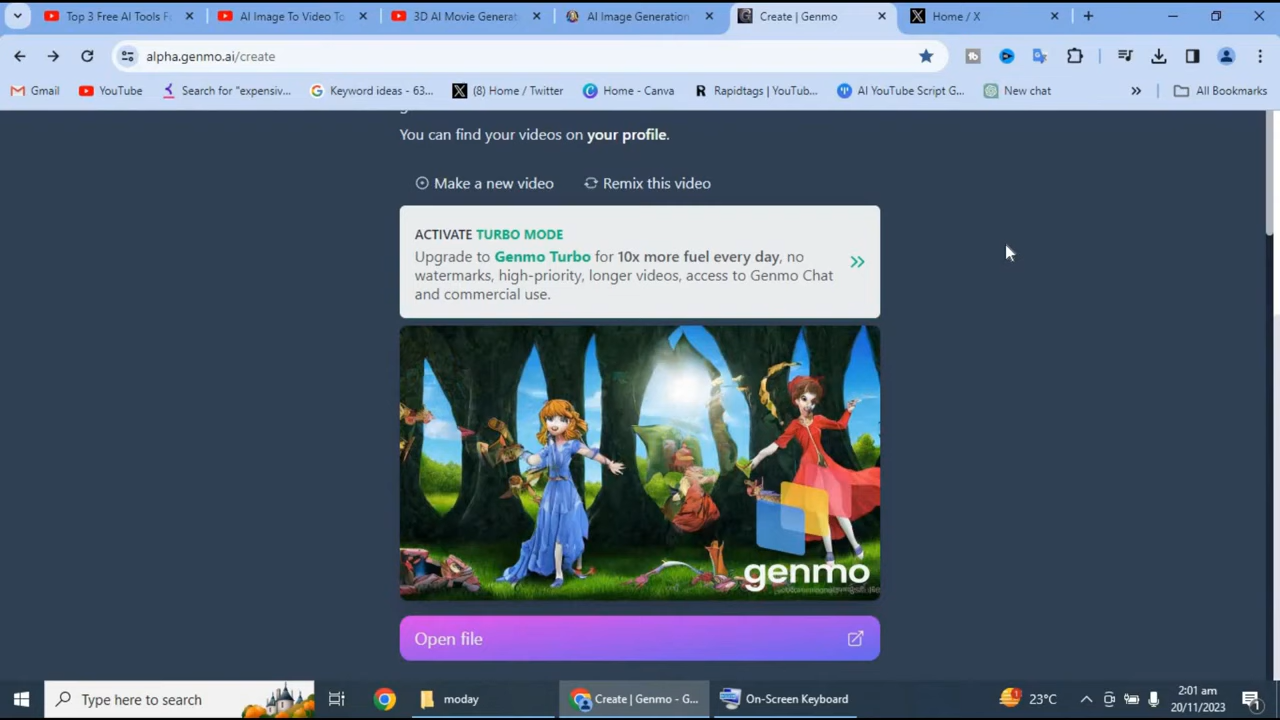 Top 3 Free AI Tools F
AI Image To Video To
3D AI Movie Generat
AI Image Generation
Create | Genmo
Home / X
alpha.genmo.ai/create
Gmail
YouTube
Search for "expensiv...
Keyword ideas - 63...
(8) Home / Twitter
Home - Canva
Rapidtags | YouTub...
AI YouTube Script G...
New chat
All Bookmarks
You can find your videos on your profile.
Make a new video
Remix this video
ACTIVATE TURBO MODE
Upgrade to Genmo Turbo for 10x more fuel every day, no
watermarks, high-priority, longer videos, access to Genmo Chat
and commercial use.
genmo
Open file
Type here to search
moday
Create | Genmo - G...
On-Screen Keyboard
1
23°C
2:01 am
20/11/2023
1